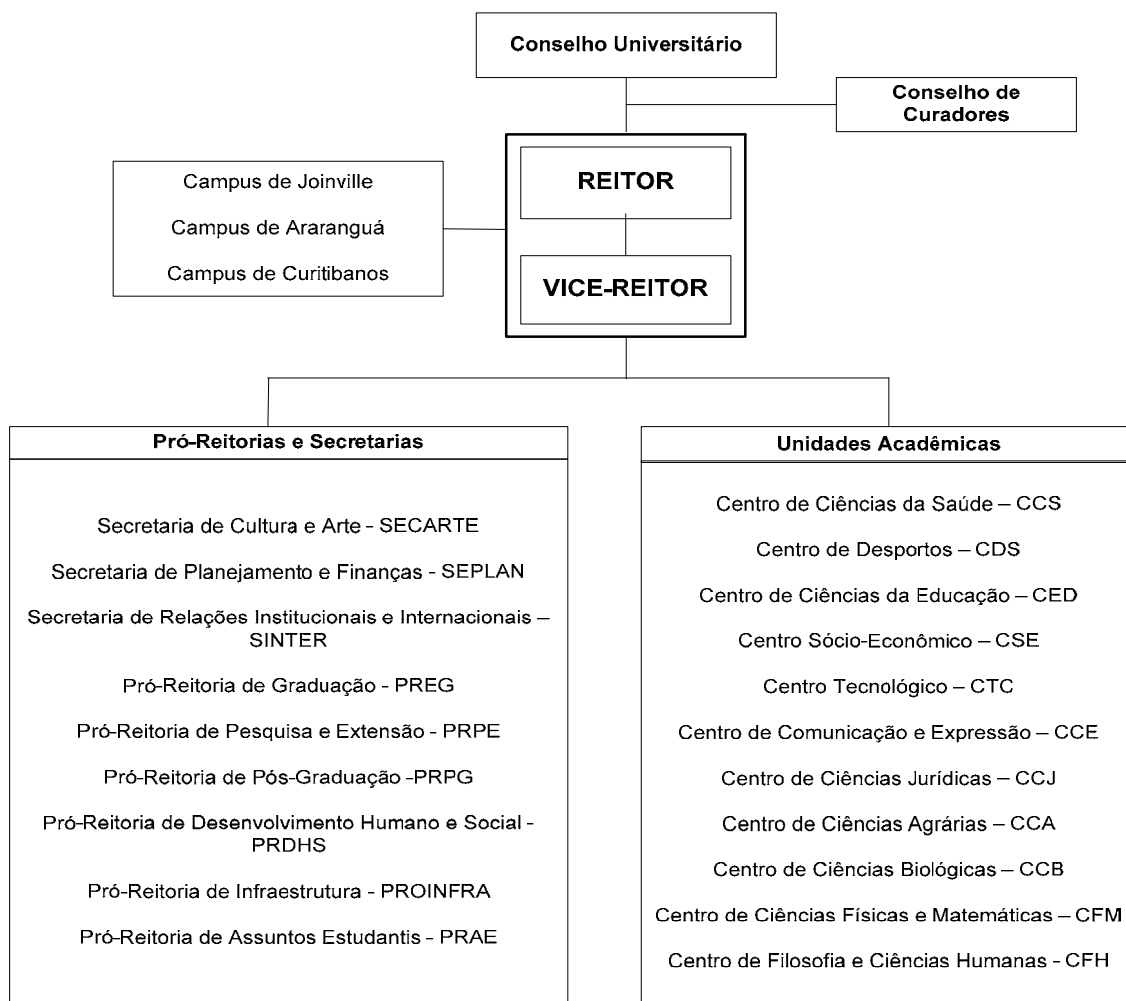 Conselho Universitário
Conselho de
Curadores
Campus de Joinville
Campus de Araranguá
Campus de Curitibanos
REITOR
VICE-REITOR
Pró-Reitorias e Secretarias
Secretaria de Cultura e Arte - SECARTE
Secretaria de Planejamento e Finanças - SEPLAN
Secretaria de Relações Institucionais e Internacionais –
SINTER
Pró-Reitoria de Graduação - PREG
Pró-Reitoria de Pesquisa e Extensão - PRPE
Pró-Reitoria de Pós-Graduação -PRPG
Pró-Reitoria de Desenvolvimento Humano e Social -
PRDHS
Pró-Reitoria de Infraestrutura - PROINFRA
Pró-Reitoria de Assuntos Estudantis - PRAE
Unidades Acadêmicas
Centro de Ciências da Saúde – CCS
Centro de Desportos – CDS
Centro de Ciências da Educação – CED
Centro Sócio-Econômico – CSE
Centro Tecnológico – CTC
Centro de Comunicação e Expressão – CCE
Centro de Ciências Jurídicas – CCJ
Centro de Ciências Agrárias – CCA
Centro de Ciências Biológicas – CCB
Centro de Ciências Físicas e Matemáticas – CFM
Centro de Filosofia e Ciências Humanas - CFH